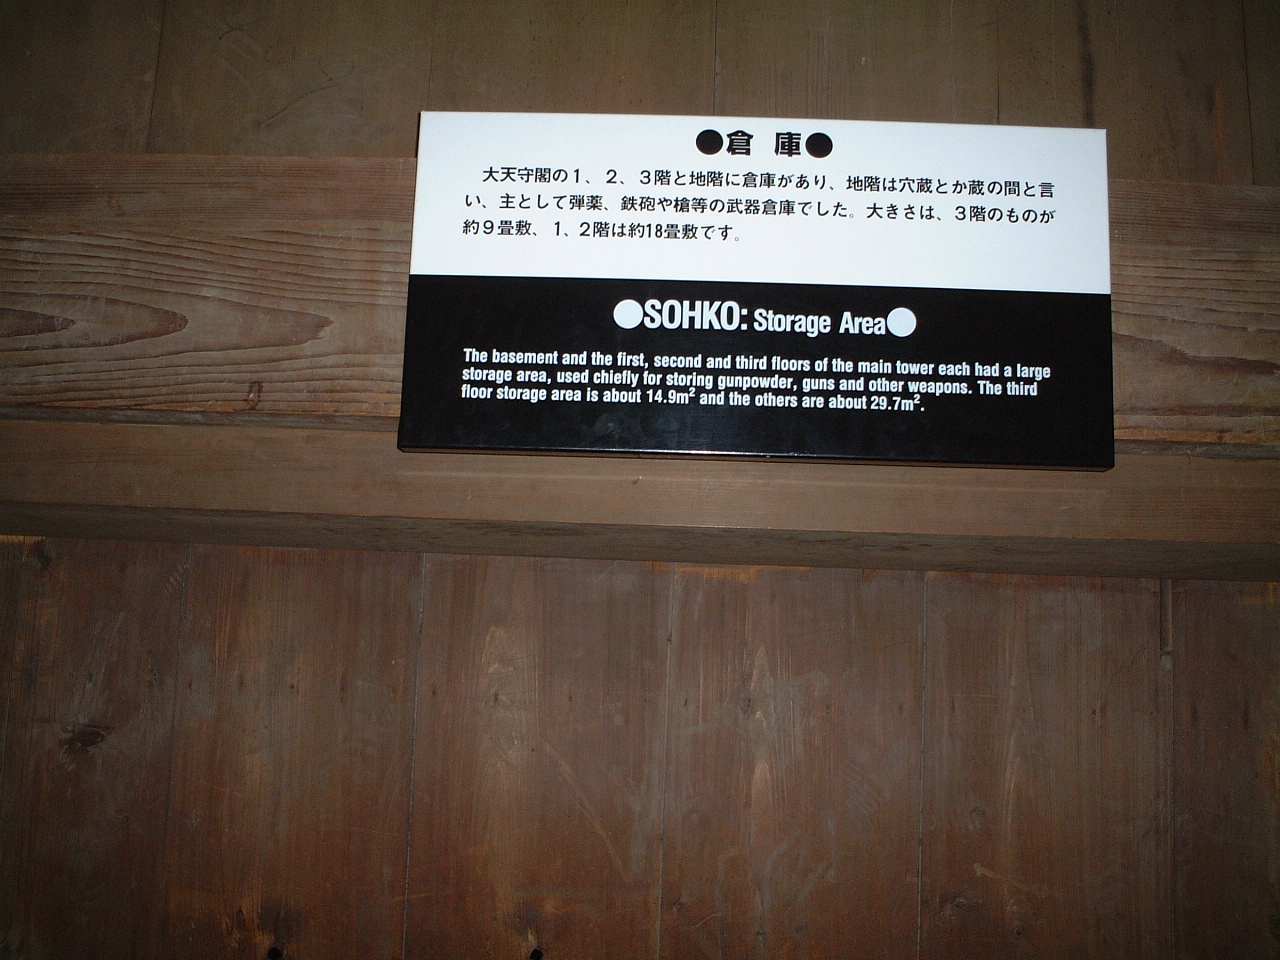 ●倉 庫●
大天守閣の1、2、3階と地階に倉庫があり、地階は穴蔵とか蔵の間と言
い、主として弾薬、鉄砲や槍等の武器倉庫でした。大きさは、3階のものが
約9畳敷、1、2階は約18畳敷です。
●SOHKO: Storage Area●
The basement and the first, second and third floors of the main tower each had a large
storage area, used chiefly for storing gunpowder, guns and other weapons. The third
floor storage area is about 14.9m² and the others are about 29.7m².